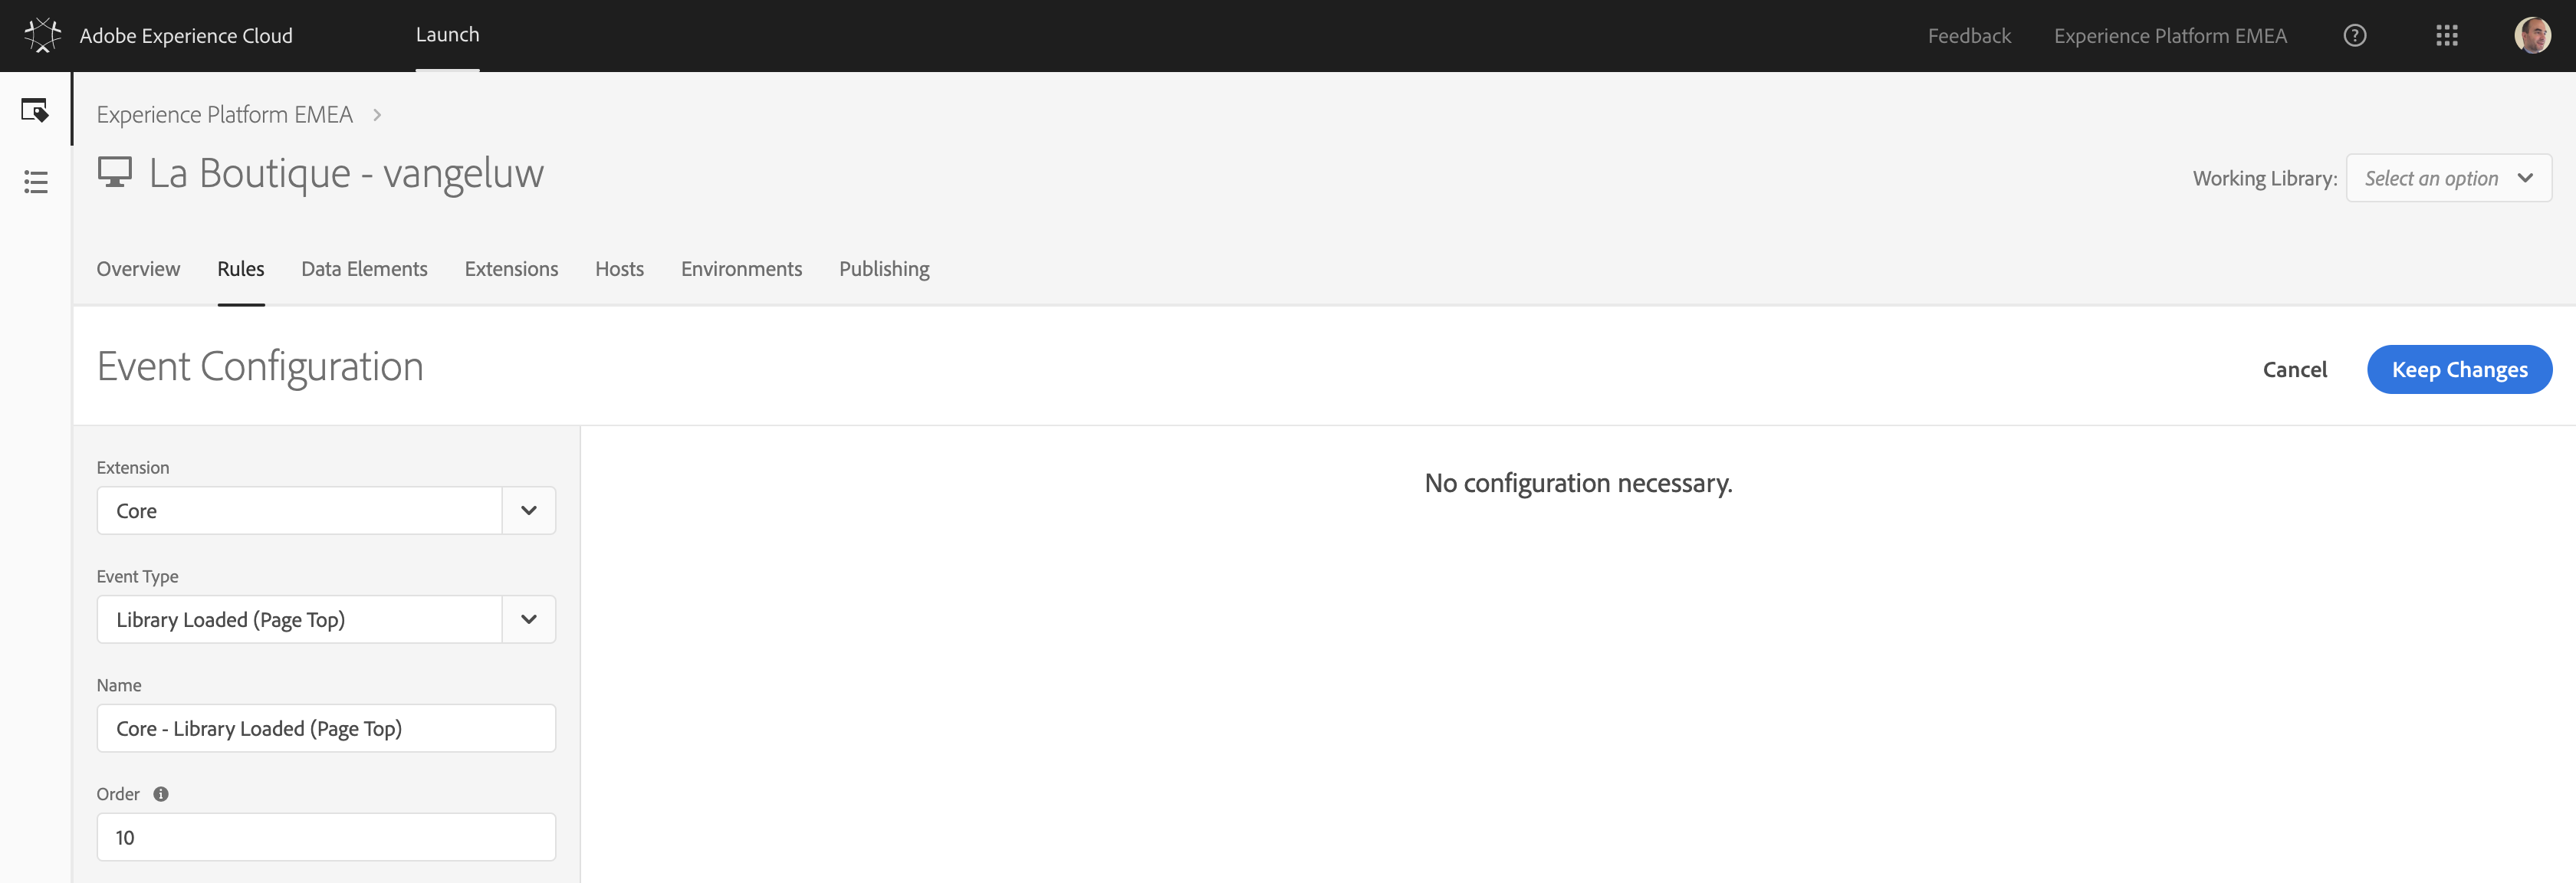 Adobe Experience Cloud
Launch
Feedback
Experience Platform EMEA
Experience Platform EMEA
La Boutique - vangeluw
Working Library:
Select an option
Overview
Rules
Data Elements
Extensions
Hosts
Environments
Publishing
Event Configuration
Cancel
Keep Changes
Extension
Core
No configuration necessary.
Event Type
Library Loaded (Page Top)
Name
Core - Library Loaded (Page Top)
Order
10